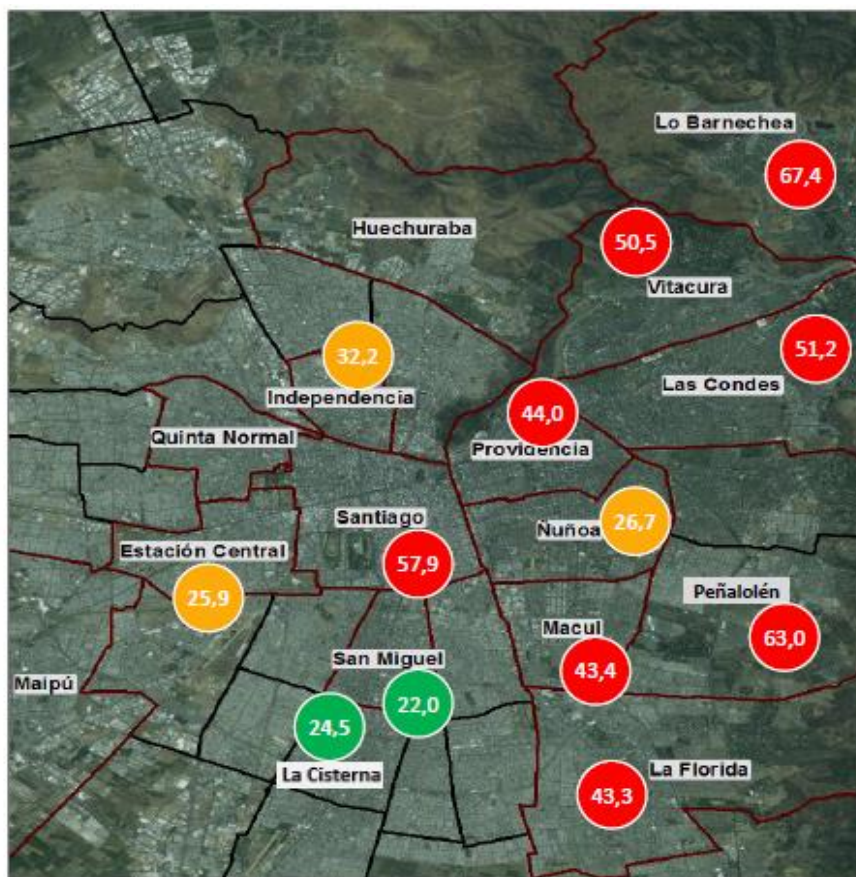 Lo Barnechea
67,4
Huechuraba
50,5
Vitacura
32,2
Independencia
51,2
Las Condes
44,0
Providencia
Quinta Normal
Santiago
57,9
Ñuñoa
26,7
Estación Central
25,9
Peñalolén
63,0
Macul
43,4
San Miguel
22,0
Maipú
24,5
La Cisterna
La Florida
43,3